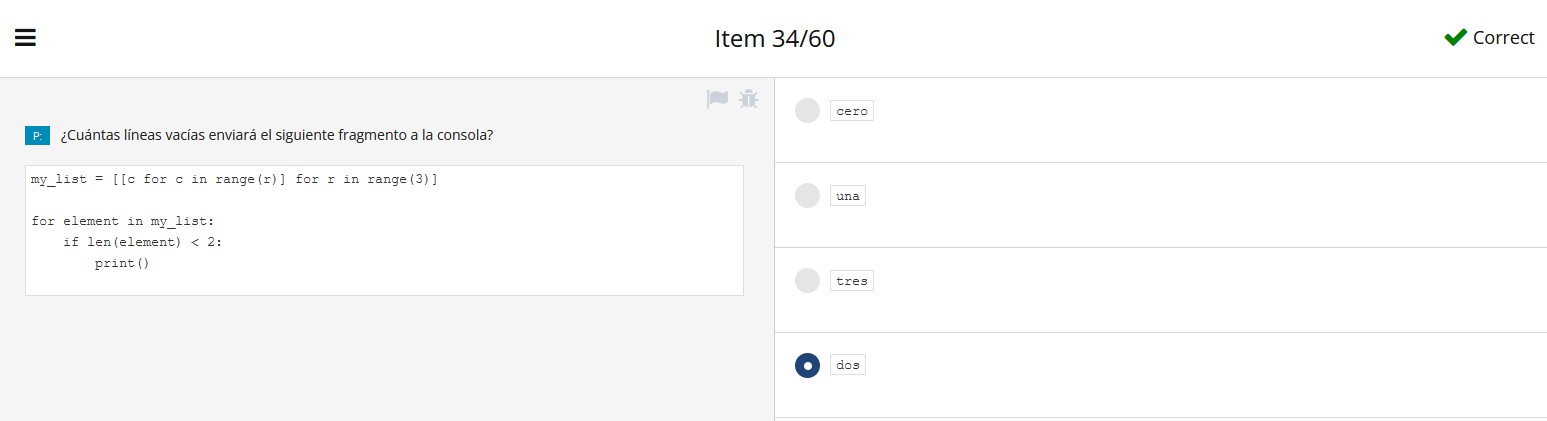 Item 34/60
Correct
P: ¿Cuántas líneas vacías enviará el siguiente fragmento a la consola?
my_list = [[c for c in range(r)] for r in range(3)]
for element in my_list:
    if len(element) < 2:
        print()
cero
una
tres
dos